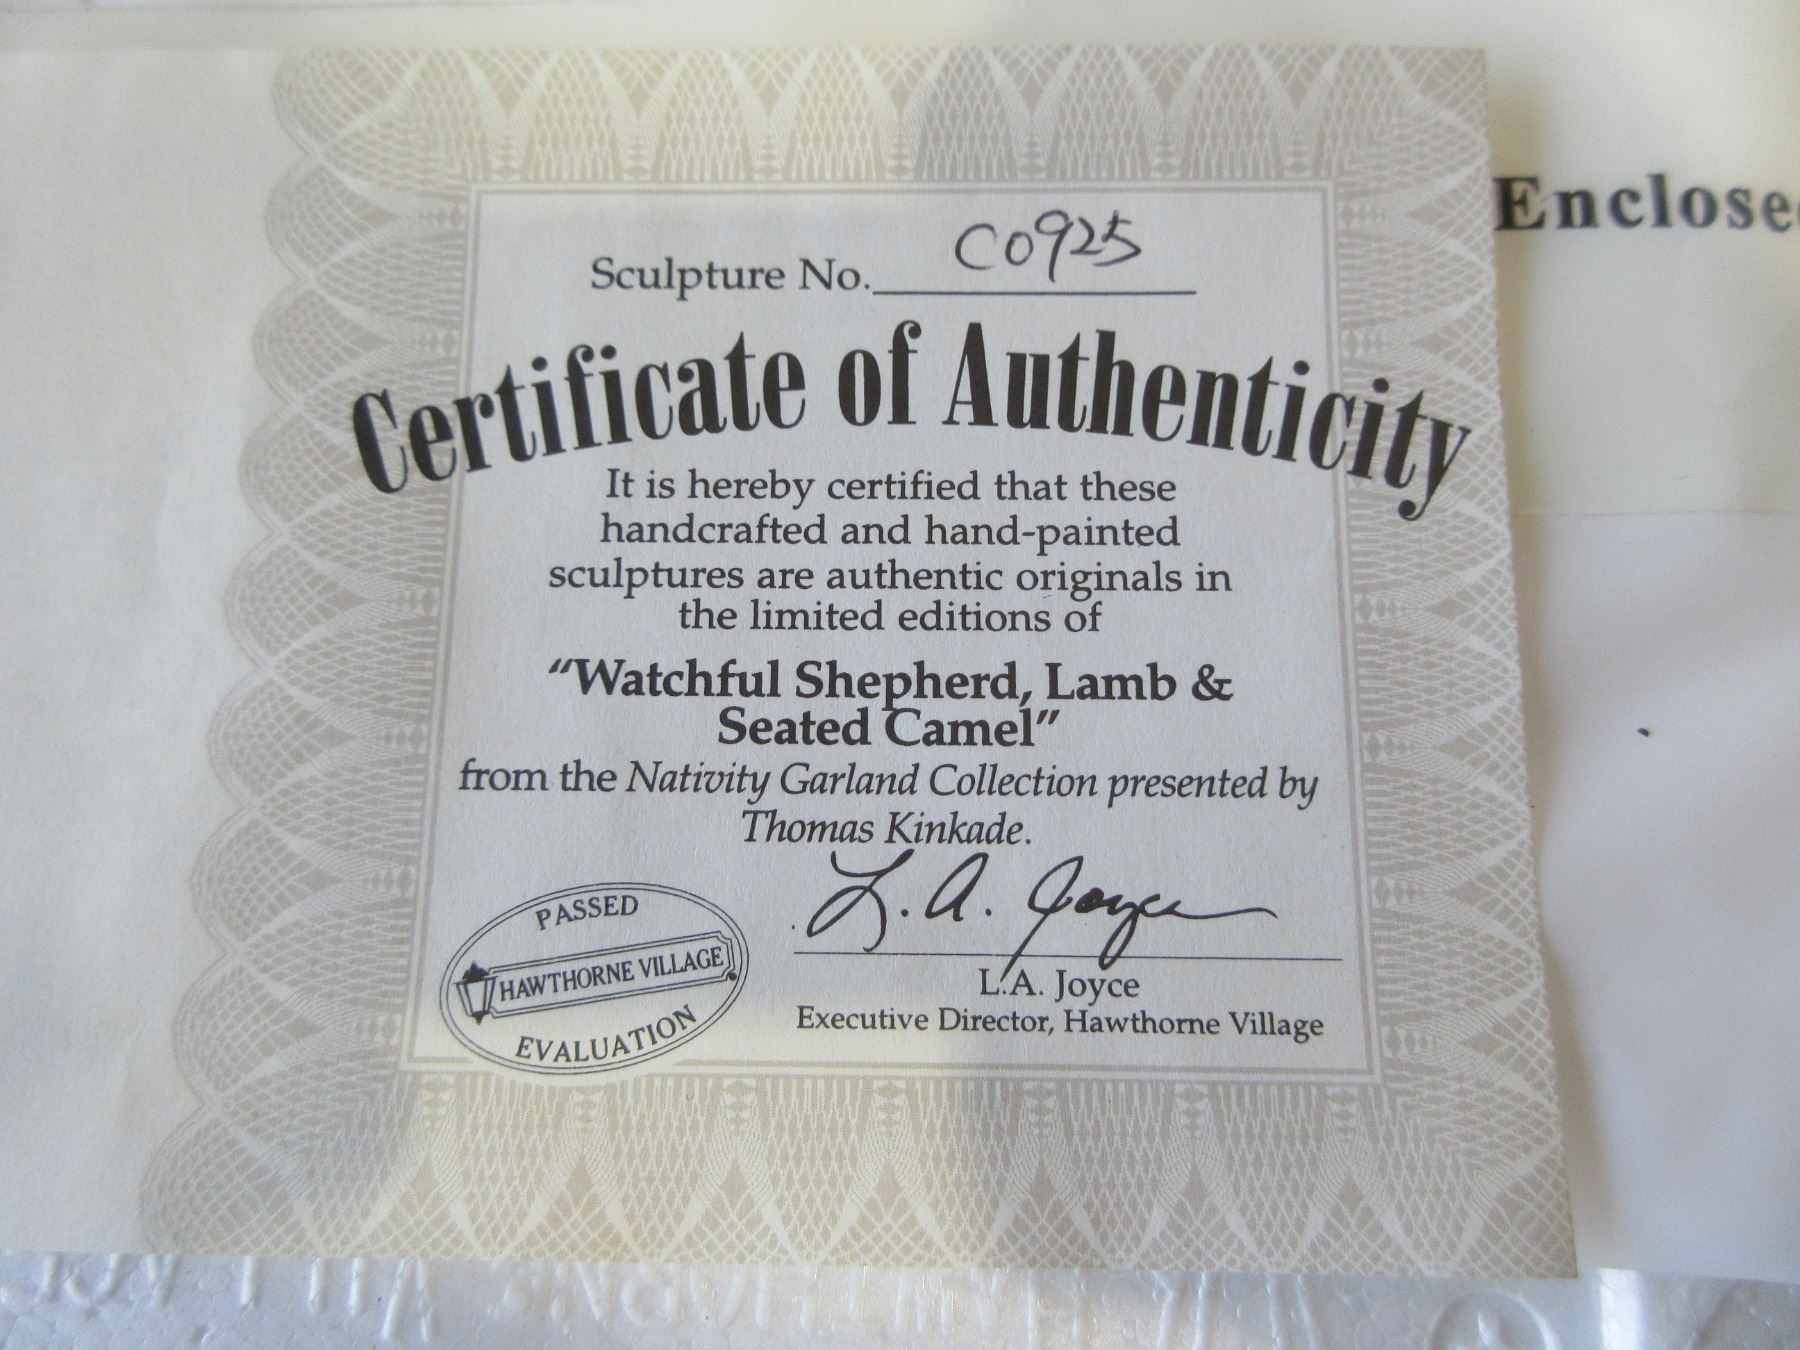 Enclose
Sculpture No. C0925
Certificate of Authenticity
It is hereby certified that these
handcrafted and hand-painted
sculptures are authentic originals in
the limited editions of
"Watchful Shepherd, Lamb &
Seated Camel"
from the Nativity Garland Collection presented by
Thomas Kinkade.
L. A. Joyce
L.A. Joyce
Executive Director, Hawthorne Village
PASSED
HAWTHORNE VILLAGE
EVALUATION